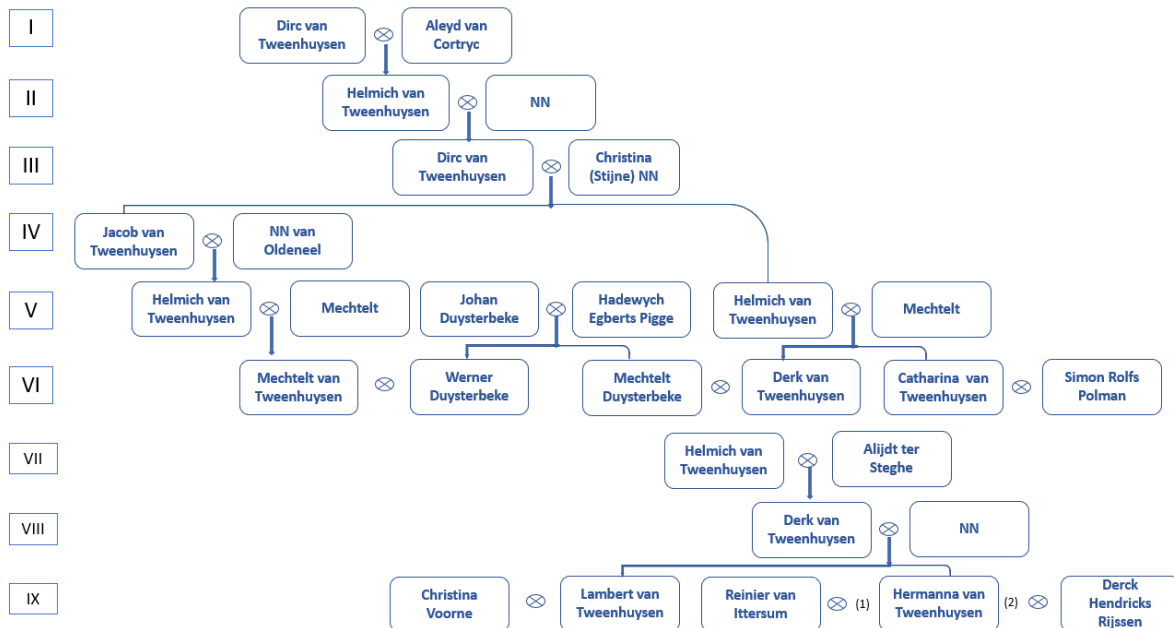 I
Dirc van
Tweenhuysen
Aleyd van
Cortryc
II
Helmich van
Tweenhuysen
NN
III
Dirc van
Tweenhuysen
Christina
(Stijne) NN
IV
Jacob van
Tweenhuysen
NN van
Oldeneel
V
Helmich van
Tweenhuysen
Mechtelt
Johan
Duysterbeke
Hadewych
Egberts Pigge
Helmich van
Tweenhuysen
Mechtelt
VI
Mechtelt van
Tweenhuysen
Werner
Duysterbeke
Mechtelt
Duysterbeke
Derk van
Tweenhuysen
Catharina van
Tweenhuysen
Simon Rolfs
Polman
VII
Helmich van
Tweenhuysen
Alijdt ter
Steghe
VIII
Derk van
Tweenhuysen
NN
IX
Christina
Voorne
Lambert van
Tweenhuysen
Reinier van
Ittersum
(1)
Hermanna van
Tweenhuysen
(2)
Derck
Hendricks
Rijssen